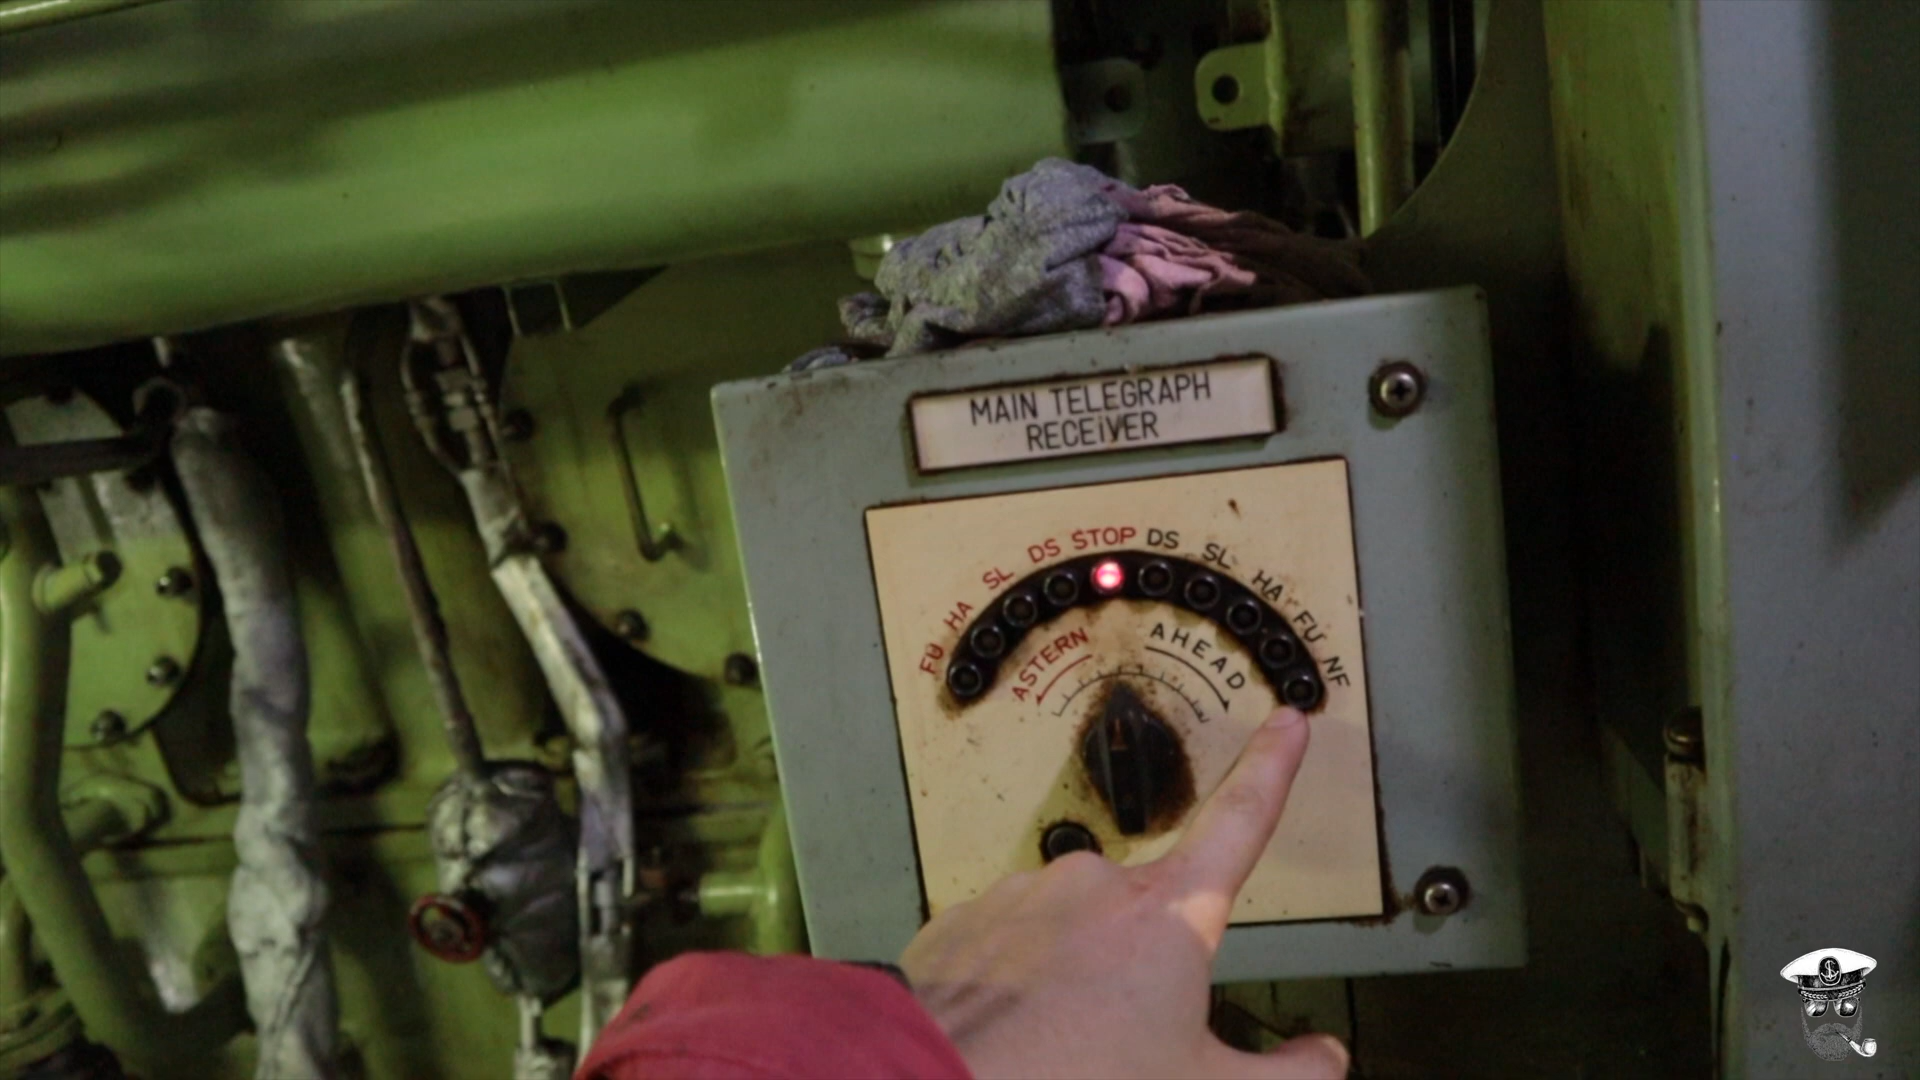 MAIN TELEGRAPH
RECEiVER
FU HA SL DS STOP DS SL HA FU NF
ASTERN AHEAD